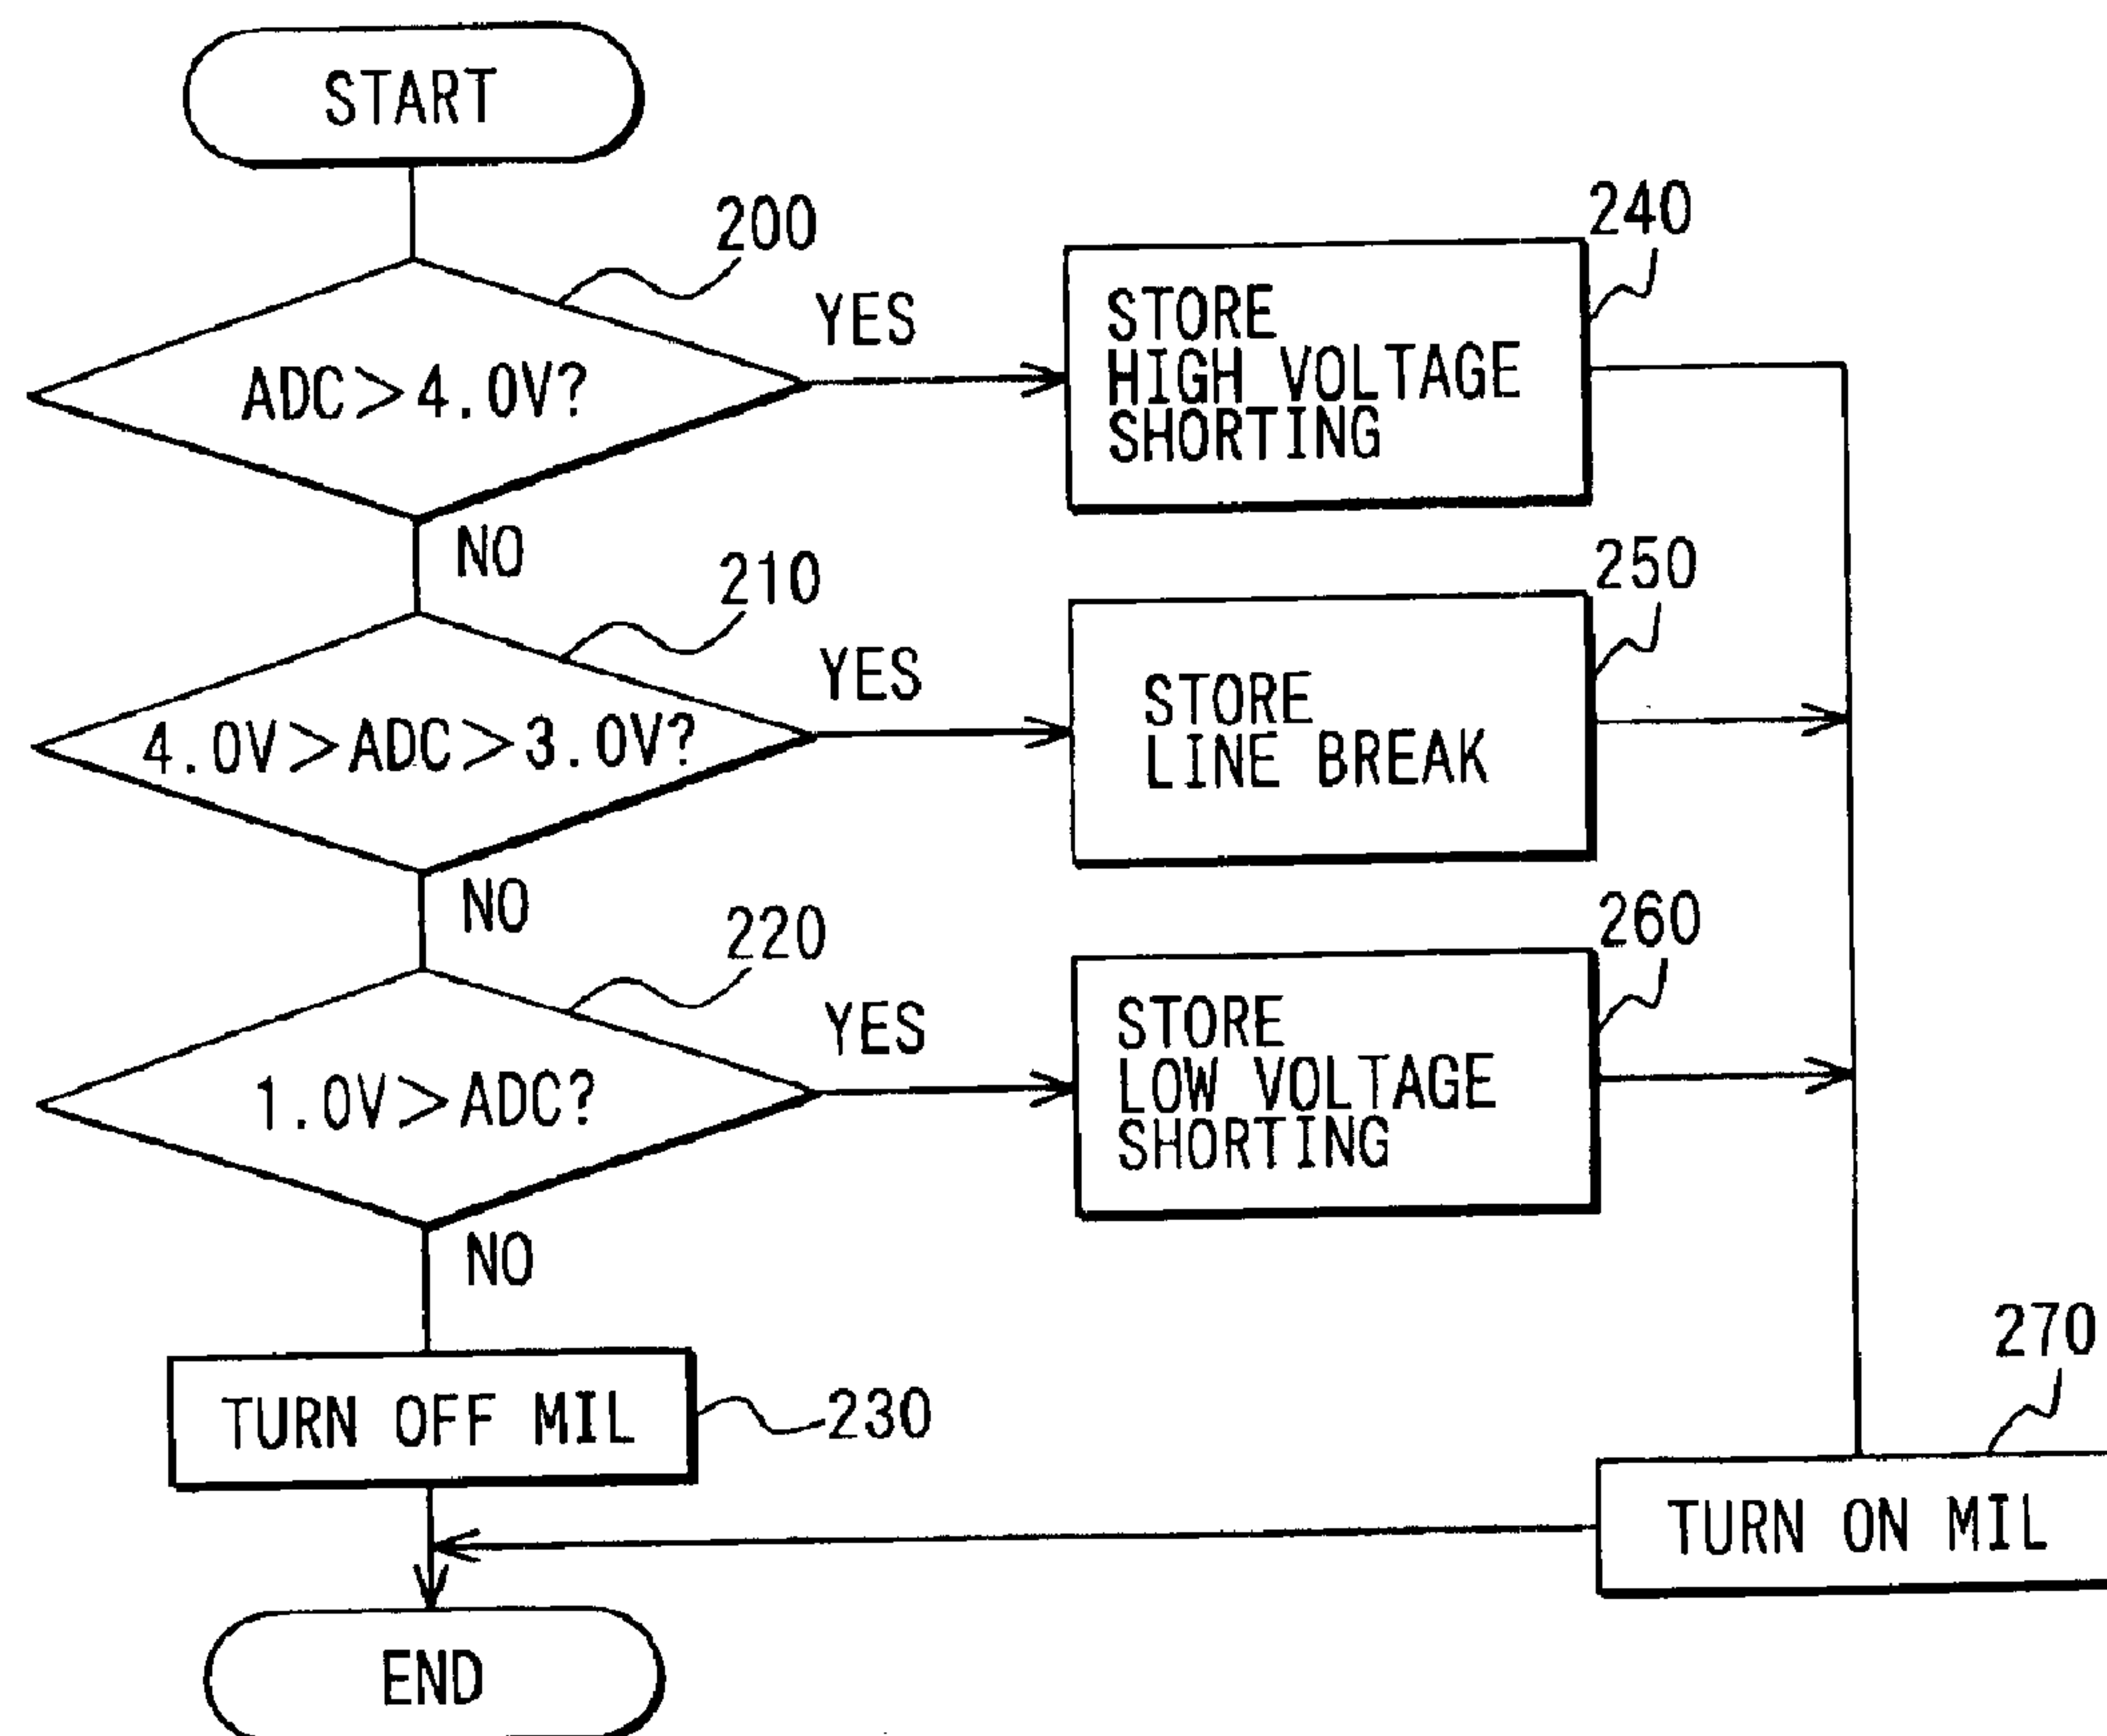 START
200
ADC>4.0V?
YES
240
STORE
HIGH VOLTAGE
SHORTING
NO
210
4.0V>ADC>3.0V?
YES
250
STORE
LINE BREAK
NO
220
1.0V>ADC?
YES
260
STORE
LOW VOLTAGE
SHORTING
NO
TURN OFF MIL
230
270
TURN ON MIL
END